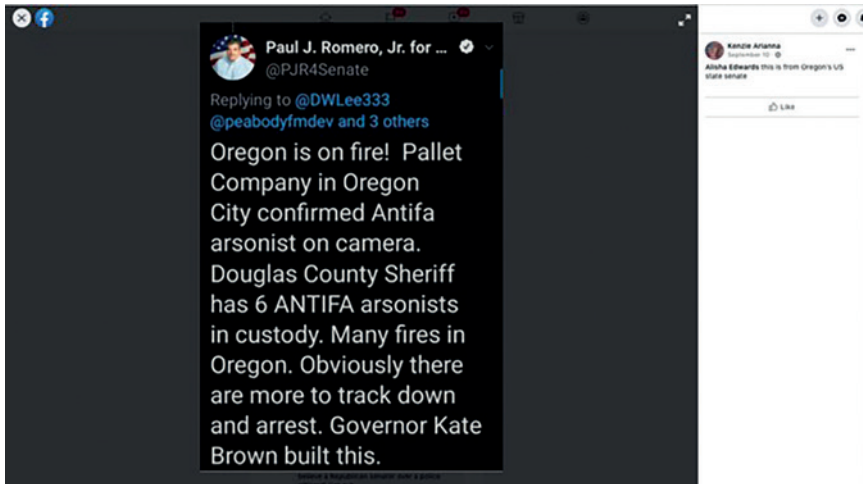 Paul J. Romero, Jr. for ...
@PJR4Senate
Replying to @DWLee333
@peabodyfmdev and 3 others
Oregon is on fire! Pallet
Company in Oregon
City confirmed Antifa
arsonist on camera.
Douglas County Sheriff
has 6 ANTIFA arsonists
in custody. Many fires in
Oregon. Obviously there
are more to track down
and arrest. Governor Kate
Brown built this.
Kenzie Arianna
September 10
Alisha Edwards this is from Oregon's US
state senate
Like